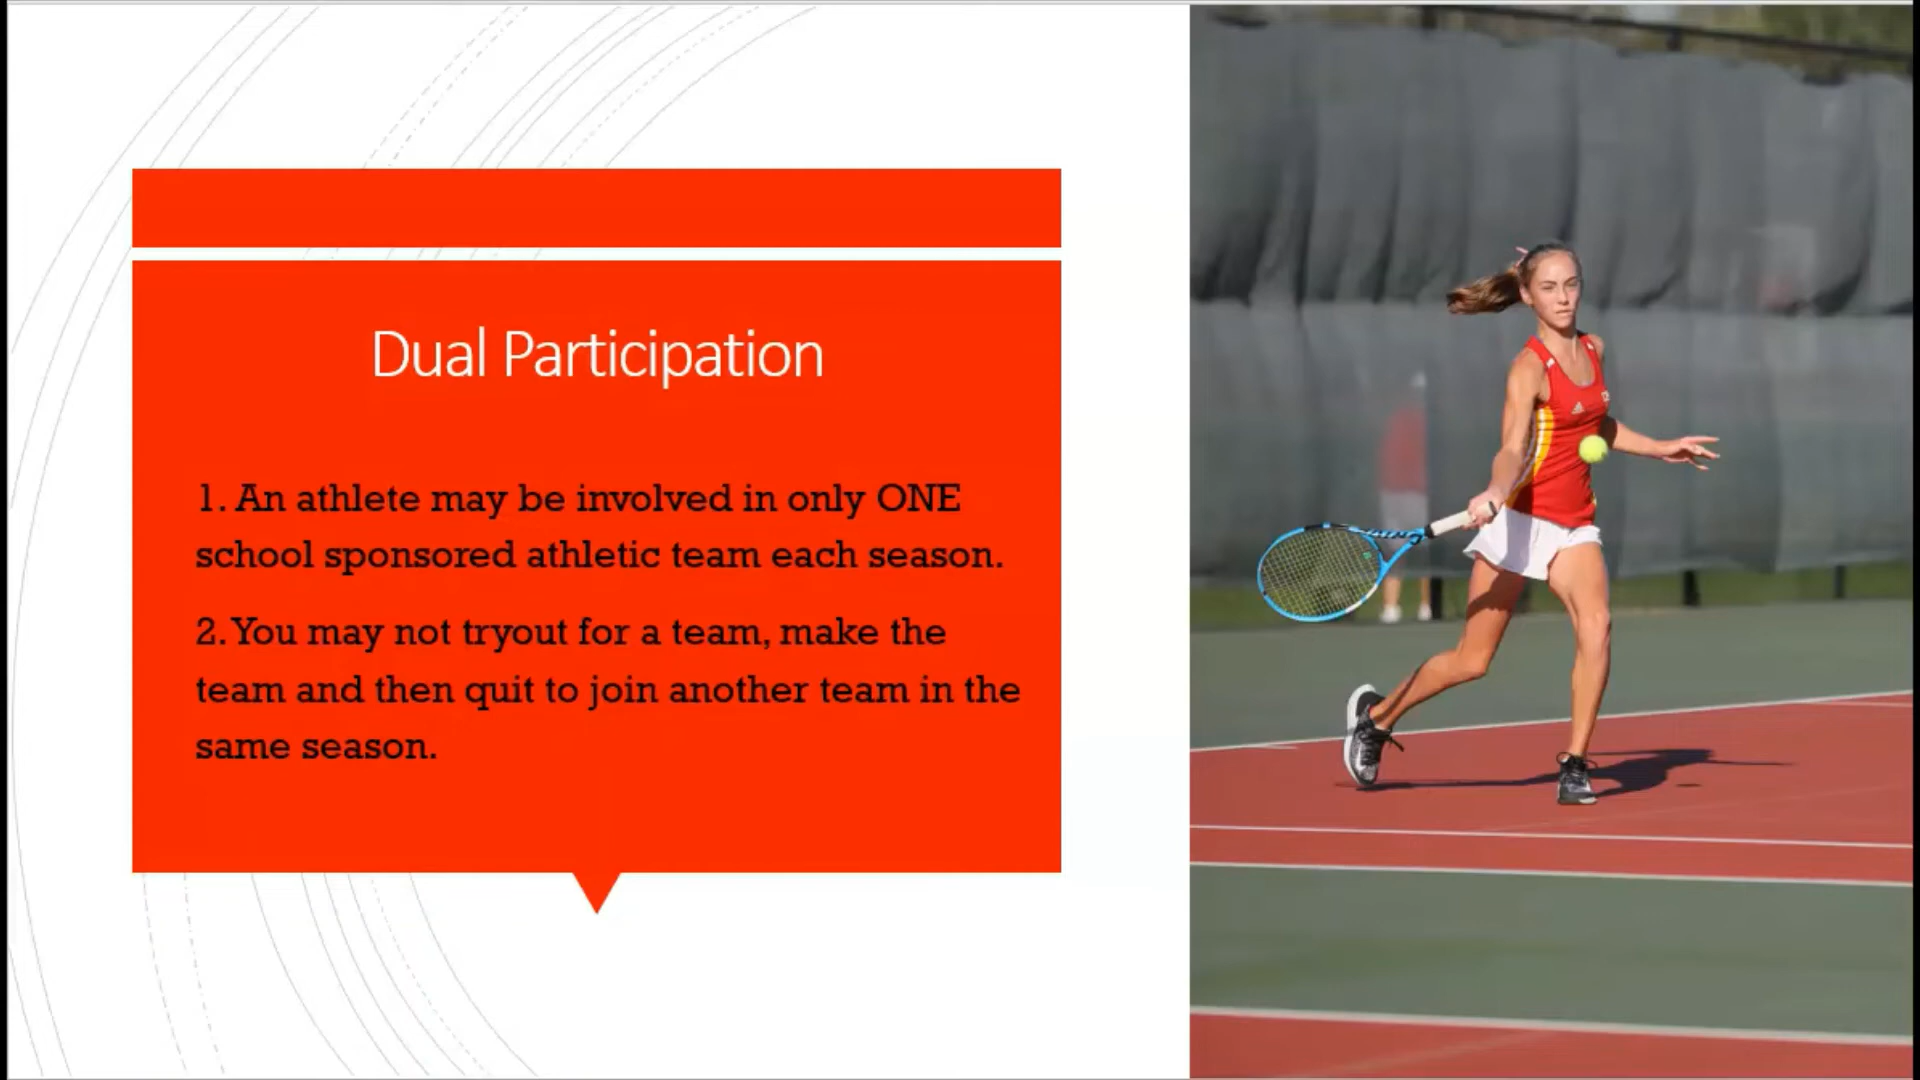 Dual Participation
1. An athlete may be involved in only ONE
school sponsored athletic team each season.
2. You may not tryout for a team, make the
team and then quit to join another team in the
same season.